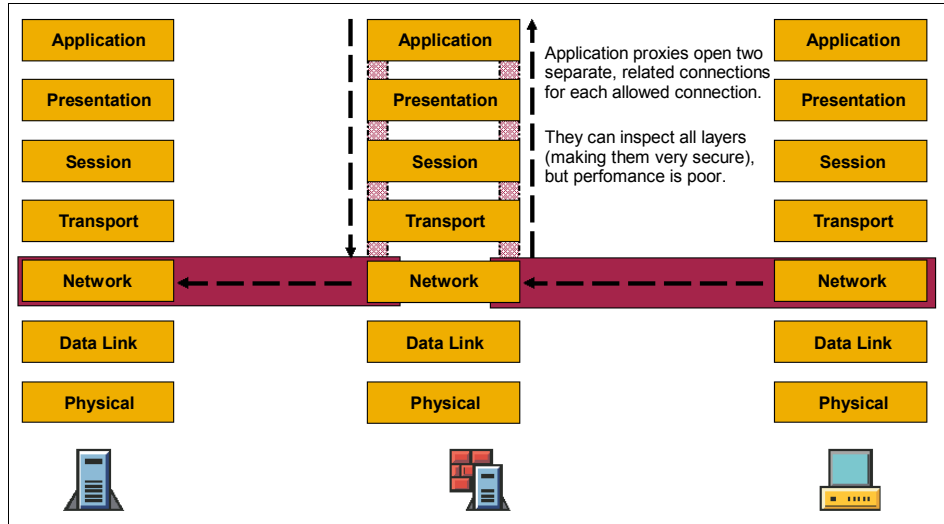 Application
Presentation
Session
Transport
Network
Data Link
Physical
Application
Presentation
Session
Transport
Network
Data Link
Physical
Application proxies open two
separate, related connections
for each allowed connection.
They can inspect all layers
(making them very secure),
but perfomance is poor.
Application
Presentation
Session
Transport
Network
Data Link
Physical